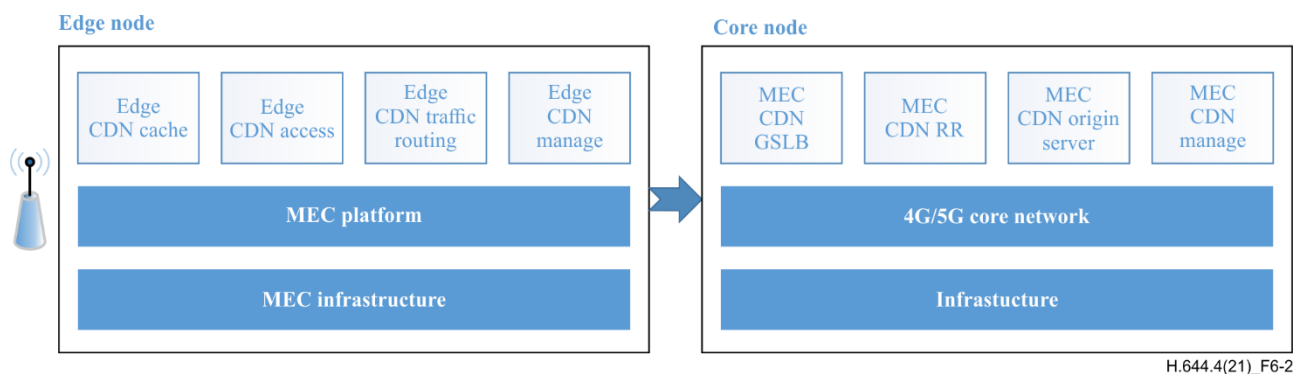 Edge node
Edge
CDN cache
Edge
CDN access
Edge
CDN traffic
routing
Edge
CDN
manage
MEC platform
MEC infrastructure
Core node
MEC
CDN
GSLB
MEC
CDN RR
MEC
CDN origin
server
MEC
CDN
manage
4G/5G core network
Infrastucture
H.644.4(21)_F6-2